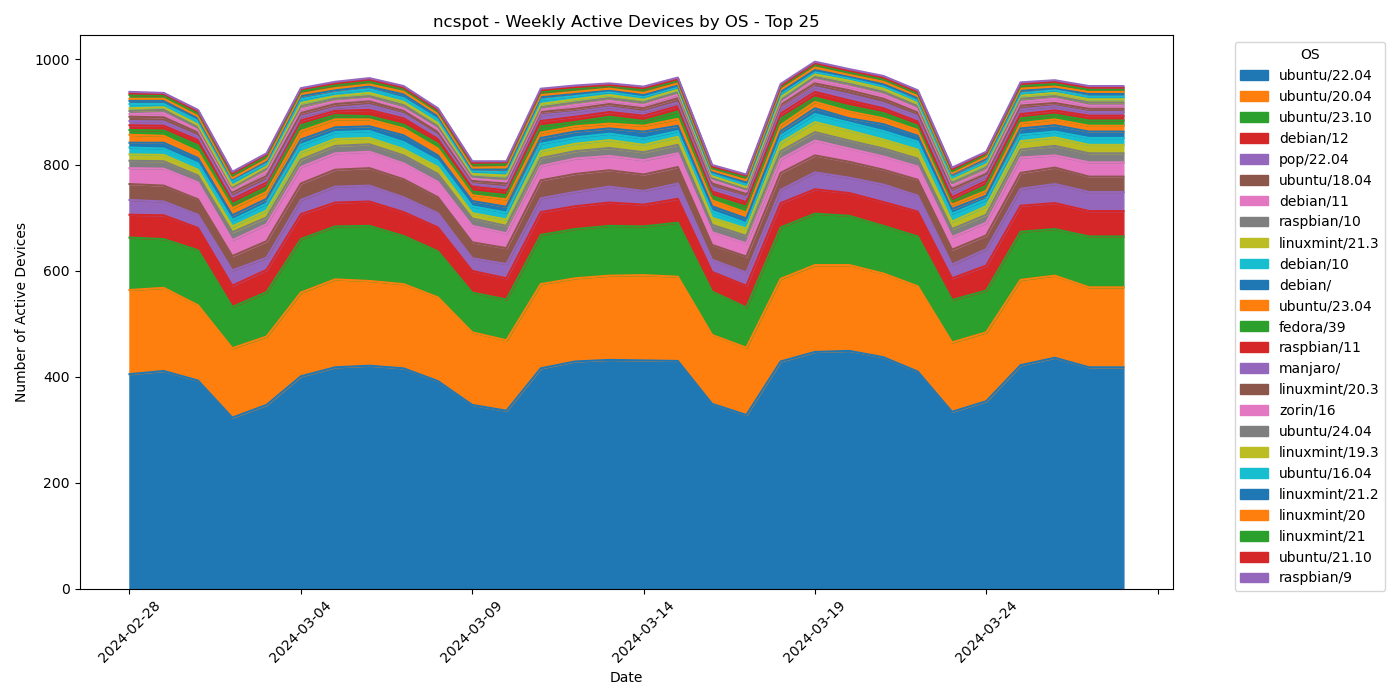 ncspot - Weekly Active Devices by OS - Top 25
Number of Active Devices
1000
800
600
400
200
0
2024-02-28
2024-03-04
2024-03-09
2024-03-14
2024-03-19
2024-03-24
Date
OS
ubuntu/22.04
ubuntu/20.04
ubuntu/23.10
debian/12
pop/22.04
ubuntu/18.04
debian/11
raspbian/10
linuxmint/21.3
debian/10
debian/
ubuntu/23.04
fedora/39
raspbian/11
manjaro/
linuxmint/20.3
zorin/16
ubuntu/24.04
linuxmint/19.3
ubuntu/16.04
linuxmint/21.2
linuxmint/20
linuxmint/21
ubuntu/21.10
raspbian/9